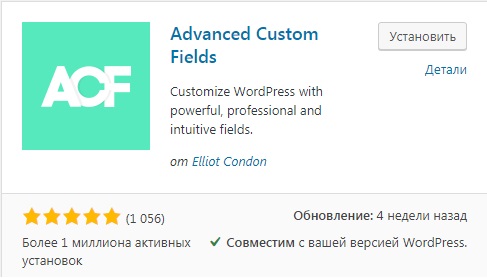 ACF
Advanced Custom
Fields
Установить
Детали
Customize WordPress with
powerful, professional and
intuitive fields.
от Elliot Condon
(1 056)
Обновление: 4 недели назад
Более 1 миллиона активных
установок
✔ Совместим с вашей версией WordPress.